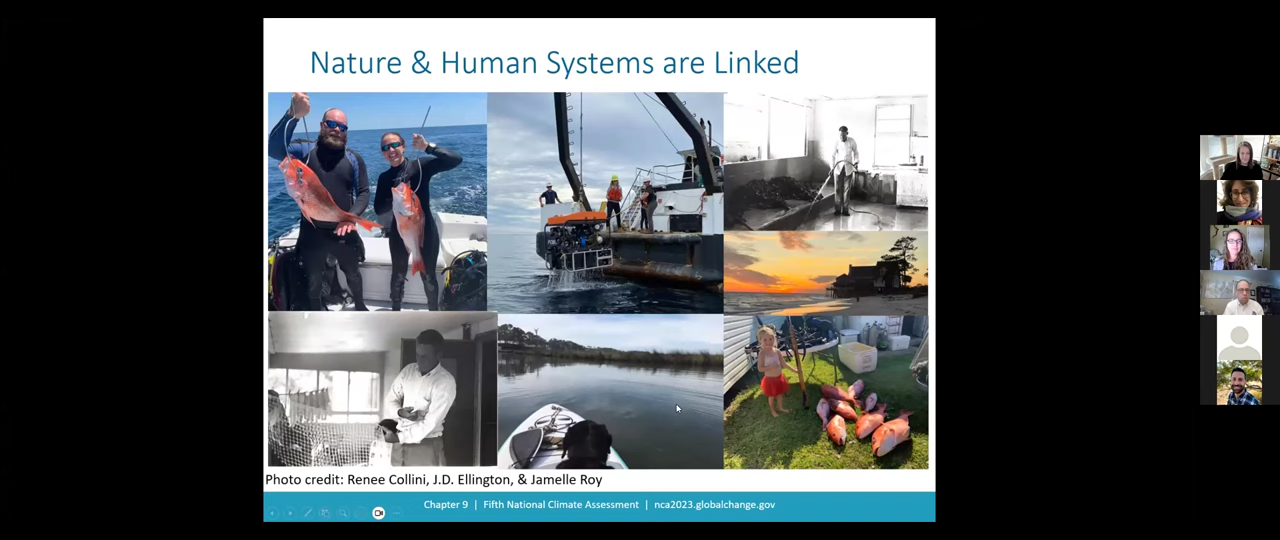 Nature & Human Systems are Linked
Photo credit: Renee Collini, J.D. Ellington, & Jamelle Roy
Chapter 9 | Fifth National Climate Assessment | nca2023.globalchange.gov